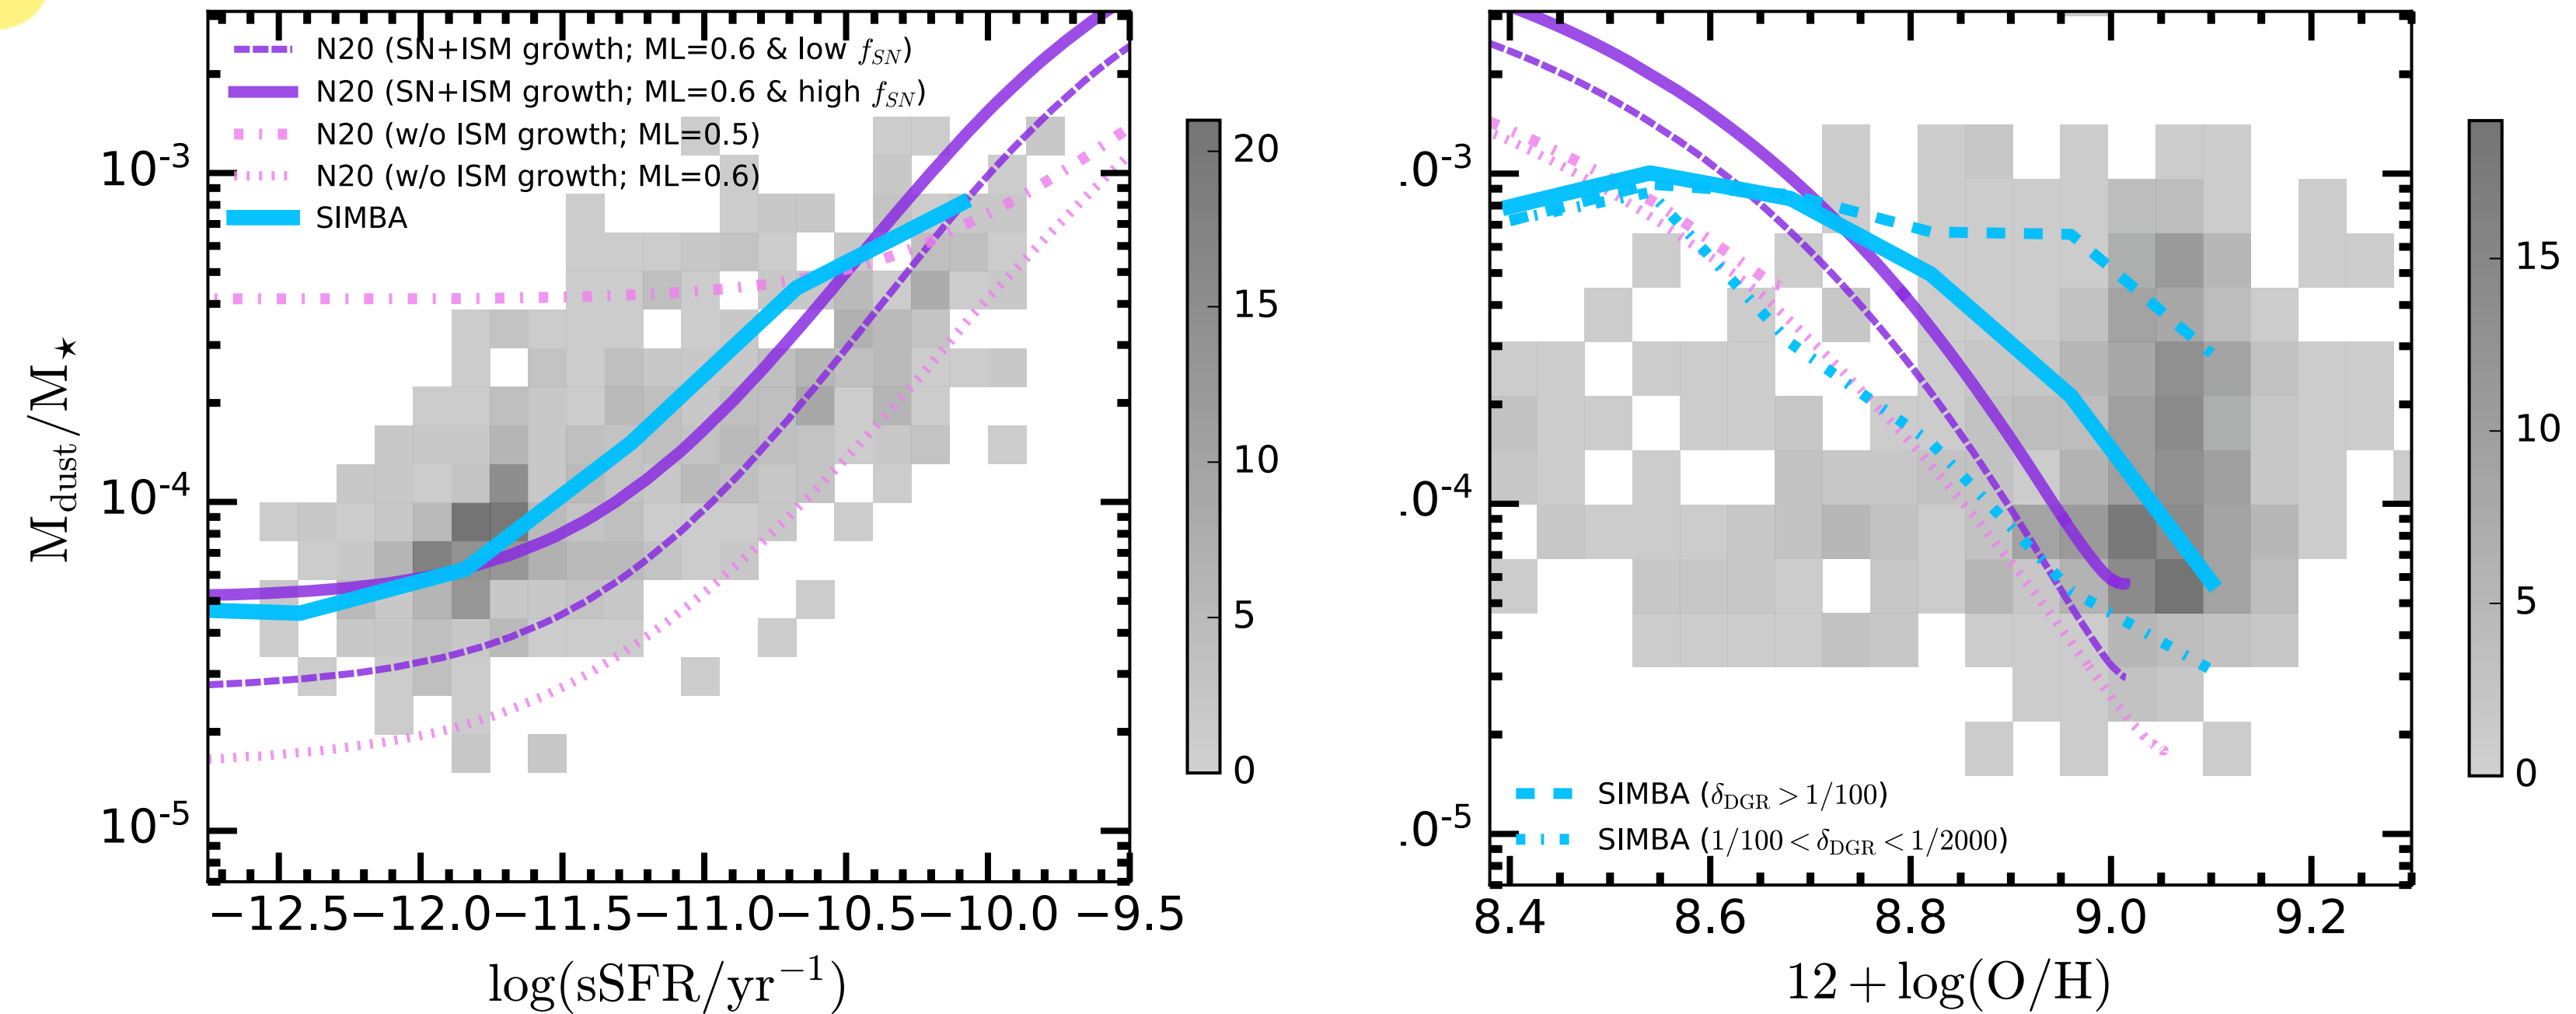 N20 (SN+ISM growth; ML=0.6 & low f_SN)
N20 (SN+ISM growth; ML=0.6 & high f_SN)
N20 (w/o ISM growth; ML=0.5)
N20 (w/o ISM growth; ML=0.6)
SIMBA
10^-3
10^-4
10^-5
M_dust/M_★
−12.5 −12.0 −11.5 −11.0 −10.5 −10.0 −9.5
log(sSFR/yr^−1)
20
15
10
5
0
.0^-3
.0^-4
.0^-5
SIMBA (δ_DGR > 1/100)
SIMBA (1/100 < δ_DGR < 1/2000)
8.4 8.6 8.8 9.0 9.2
12 + log(O/H)
15
10
5
0